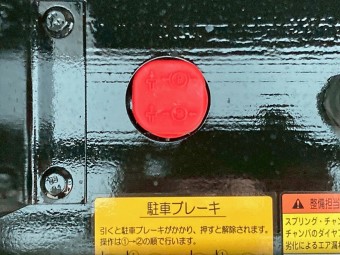 駐車ブレーキ
引くと駐車ブレーキがかかり、押すと解除されます。
操作は①→②の順で行います。
整備担当
スプリング・チャン
チャンバのダイヤ
劣化によるエア漏